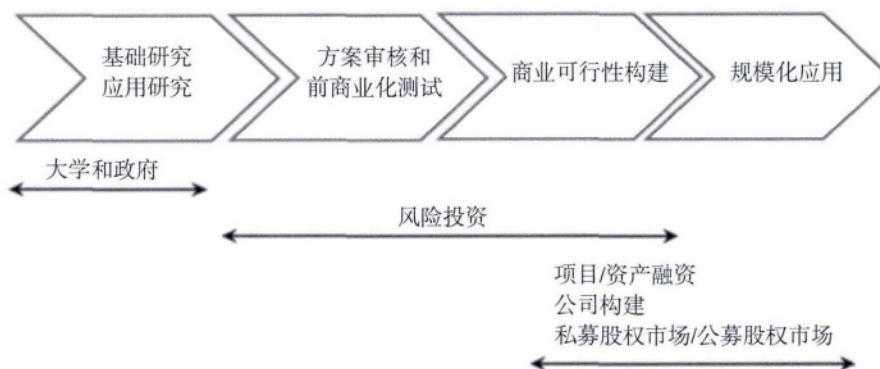 基础研究
应用研究
方案审核和
前商业化测试
商业可行性构建
规模化应用
大学和政府
风险投资
项目/资产融资
公司构建
私募股权市场/公募股权市场